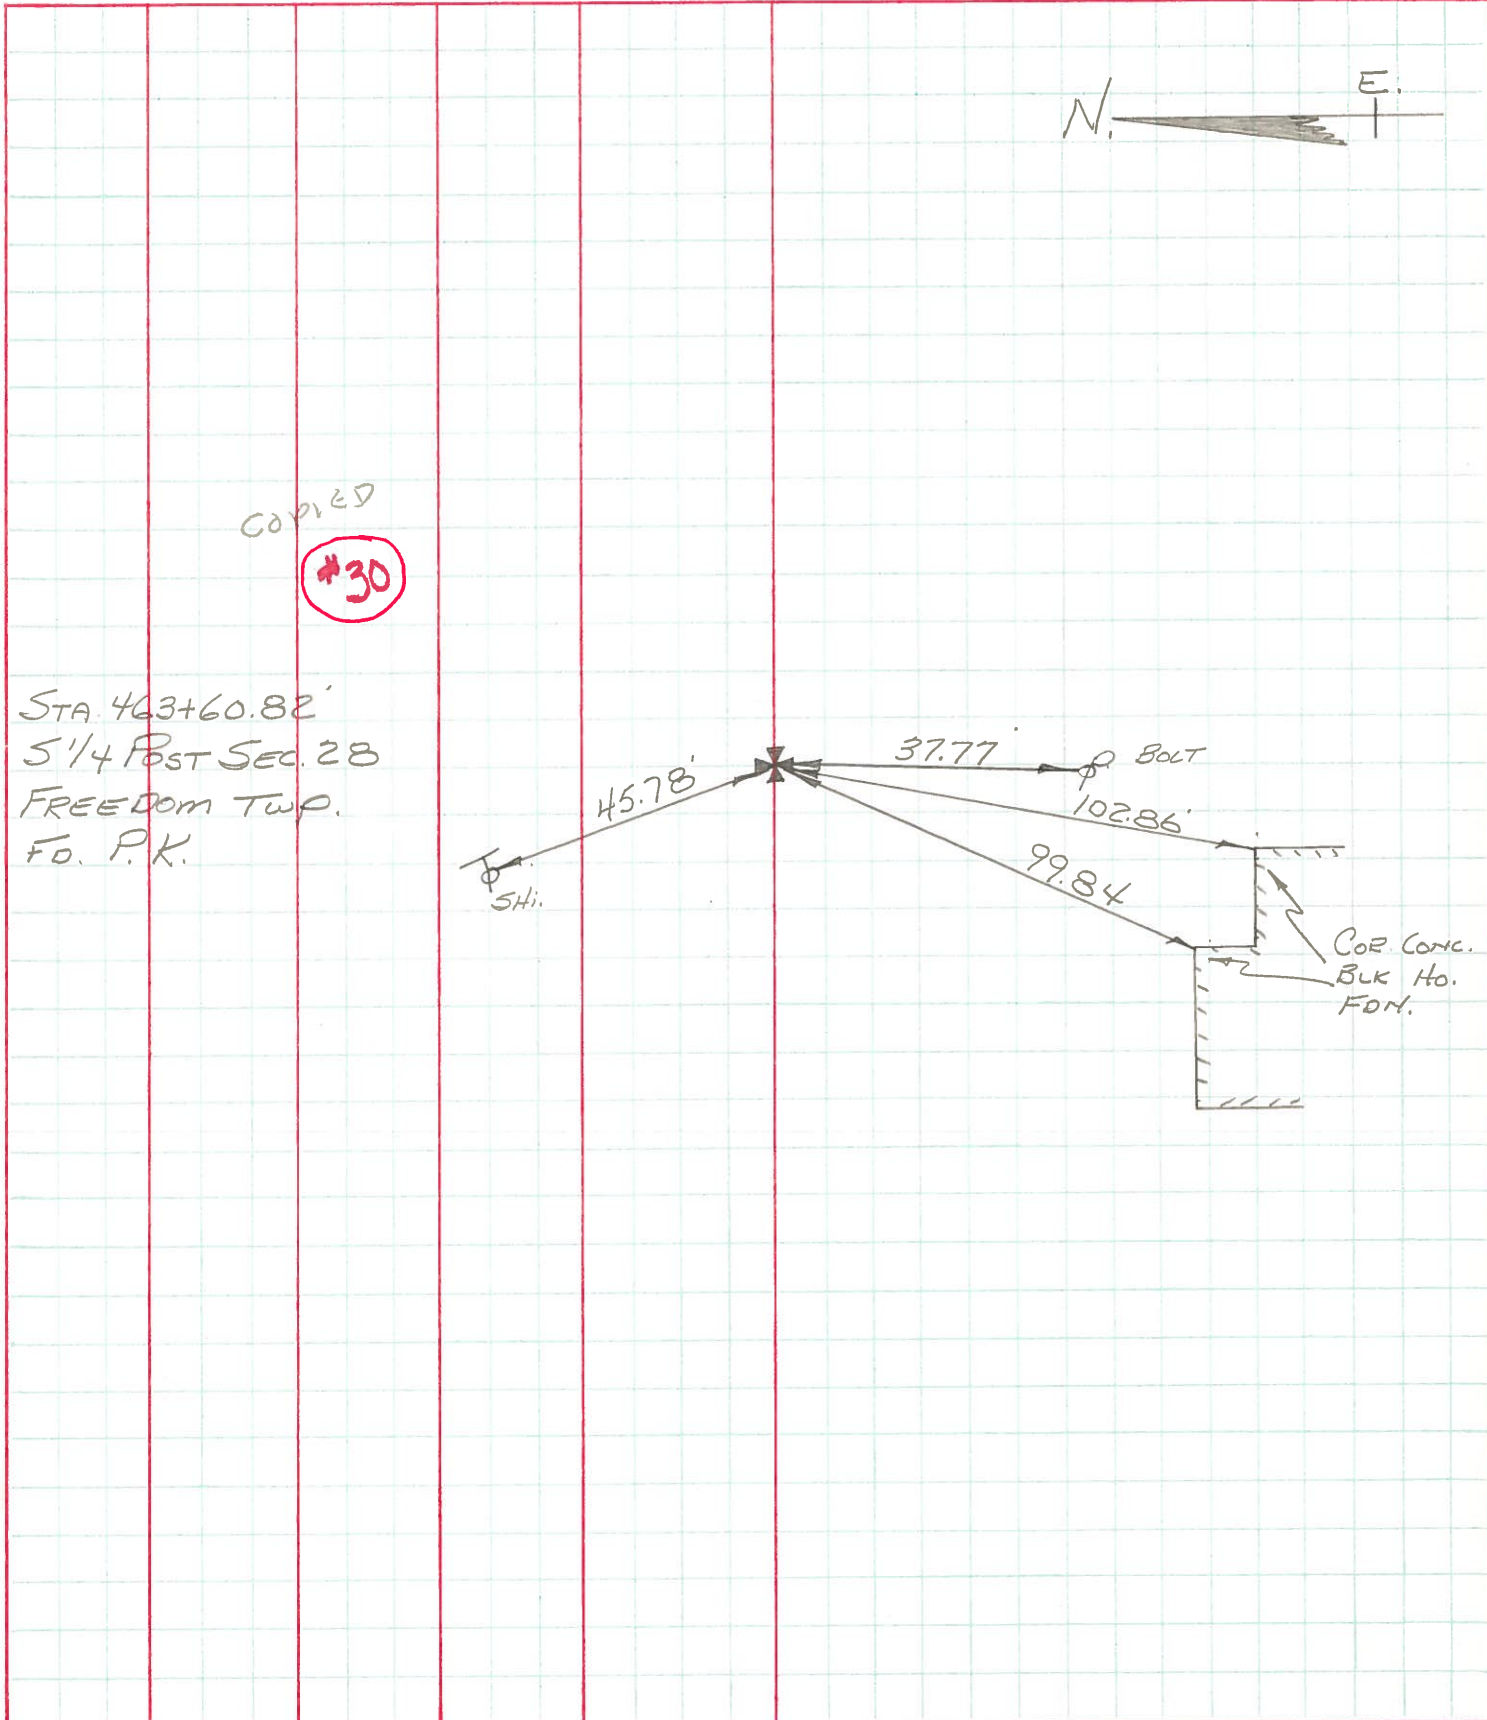 E.
N.
COPIED
#30
STA. 463+60.82'
S 1/4 POST SEC. 28
FREEDOM TWP.
FD. P.K.
37.77'
BOLT
45.78'
102.86'
99.84
SHI.
COR. CONC.
BLK HO.
FDN.